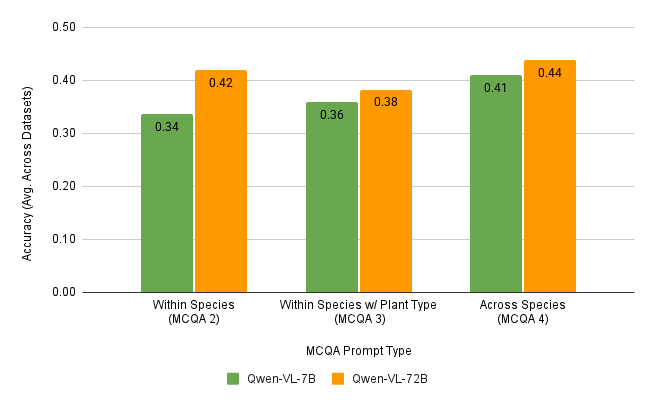 0.50
0.40
0.30
0.20
0.10
0.00
Accuracy (Avg. Across Datasets)
0.34
0.42
0.36
0.38
0.41
0.44
Within Species
(MCQA 2)
Within Species w/ Plant Type
(MCQA 3)
Across Species
(MCQA 4)
MCQA Prompt Type
Qwen-VL-7B
Qwen-VL-72B